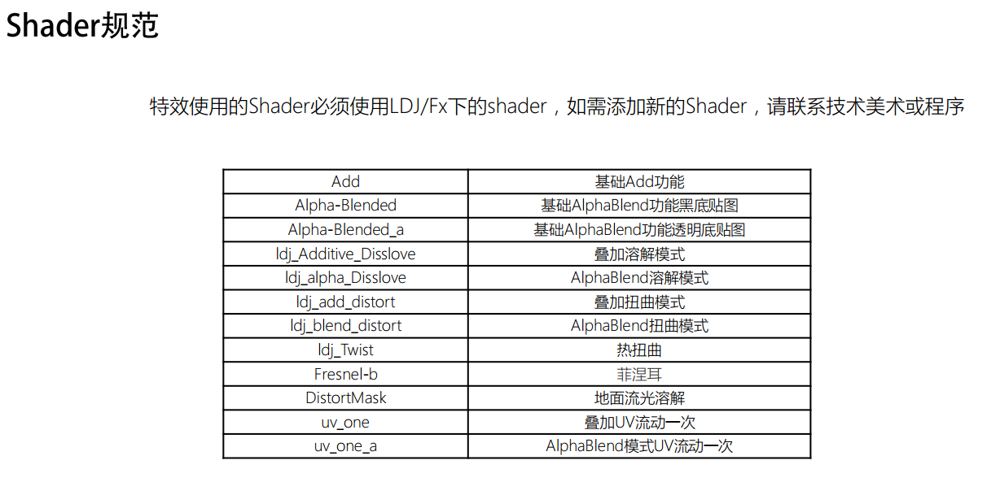 Shader规范
特效使用的Shader必须使用LDJ/Fx下的shader，如需添加新的Shader，请联系技术美术或程序
Add 基础Add功能
Alpha-Blended 基础AlphaBlend功能黑底贴图
Alpha-Blended_a 基础AlphaBlend功能透明底贴图
ldj_Additive_Disslove 叠加溶解模式
ldj_alpha_Disslove AlphaBlend溶解模式
ldj_add_distort 叠加扭曲模式
ldj_blend_distort AlphaBlend扭曲模式
ldj_Twist 热扭曲
Fresnel-b 菲涅耳
DistortMask 地面流光溶解
uv_one 叠加UV流动一次
uv_one_a AlphaBlend模式UV流动一次